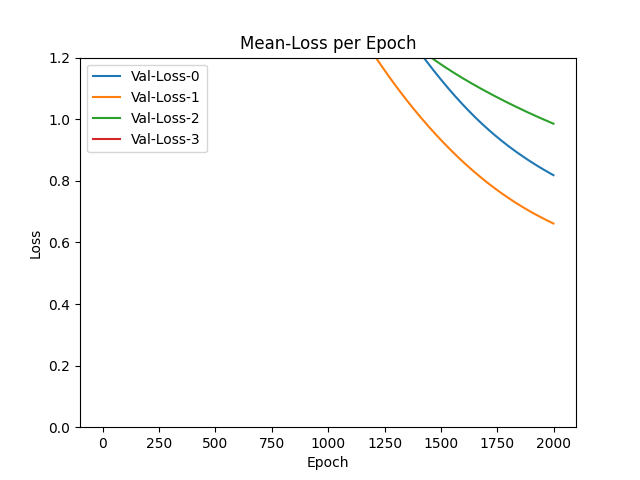 Mean-Loss per Epoch
Val-Loss-0
Val-Loss-1
Val-Loss-2
Val-Loss-3
1.2
1.0
0.8
0.6
0.4
0.2
0.0
Loss
0 250 500 750 1000 1250 1500 1750 2000
Epoch